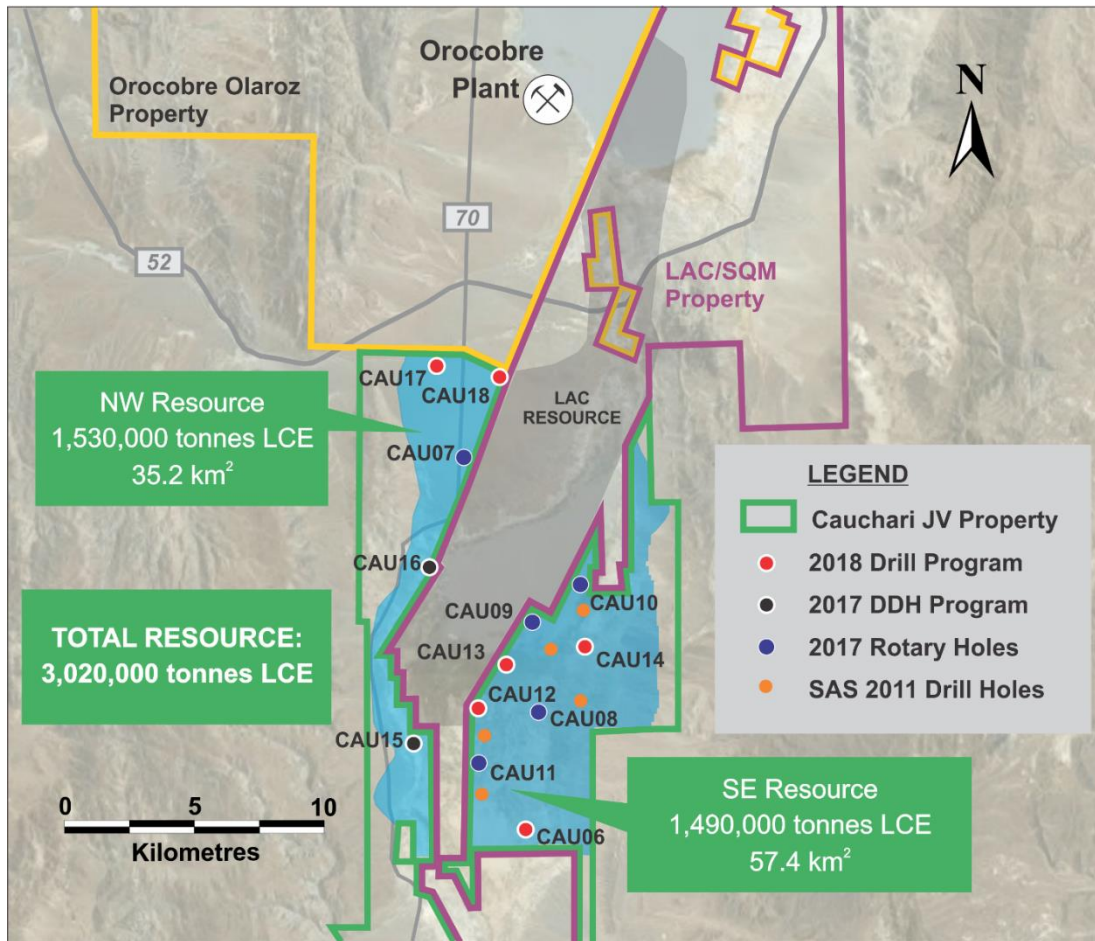 Orocobre Olaroz
Property
Orocobre
Plant
N
70
52
LAC/SQM
Property
CAU17
CAU18
LAC
RESOURCE
NW Resource
1,530,000 tonnes LCE
35.2 km²
CAU07
LEGEND
Cauchari JV Property
2018 Drill Program
2017 DDH Program
2017 Rotary Holes
SAS 2011 Drill Holes
CAU16
CAU10
CAU09
TOTAL RESOURCE:
3,020,000 tonnes LCE
CAU13
CAU14
CAU12
CAU08
CAU15
CAU11
SE Resource
1,490,000 tonnes LCE
57.4 km²
0 5 10
Kilometres
CAU06